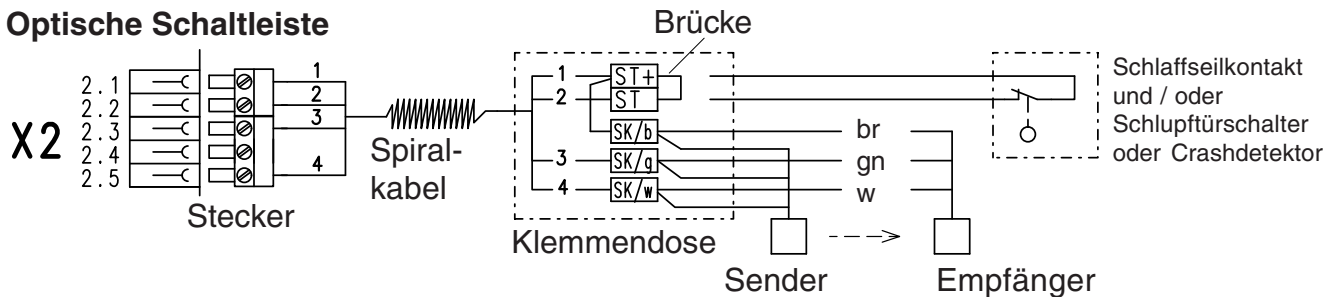 Optische Schaltleiste
Brücke
X2
2.1
2.2
2.3
2.4
2.5
1
2
3
4
Stecker
Spiral-
kabel
1
2
3
4
ST+
ST
SK/b
SK/g
SK/w
Klemmendose
br
gn
w
Sender
Empfänger
Schlaffseilkontakt
und / oder
Schlupftürschalter
oder Crashdetektor